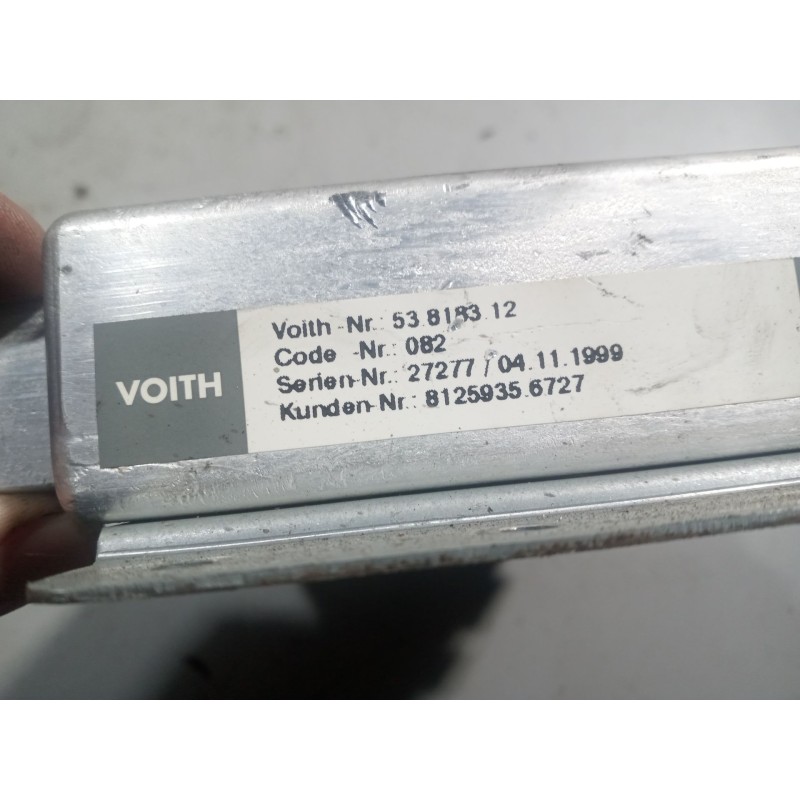 VOITH
Voith -Nr.: 53.8183.12
Code -Nr.: 082
Serien-Nr.: 27277 / 04.11.1999
Kunden-Nr.: 8125935.6727